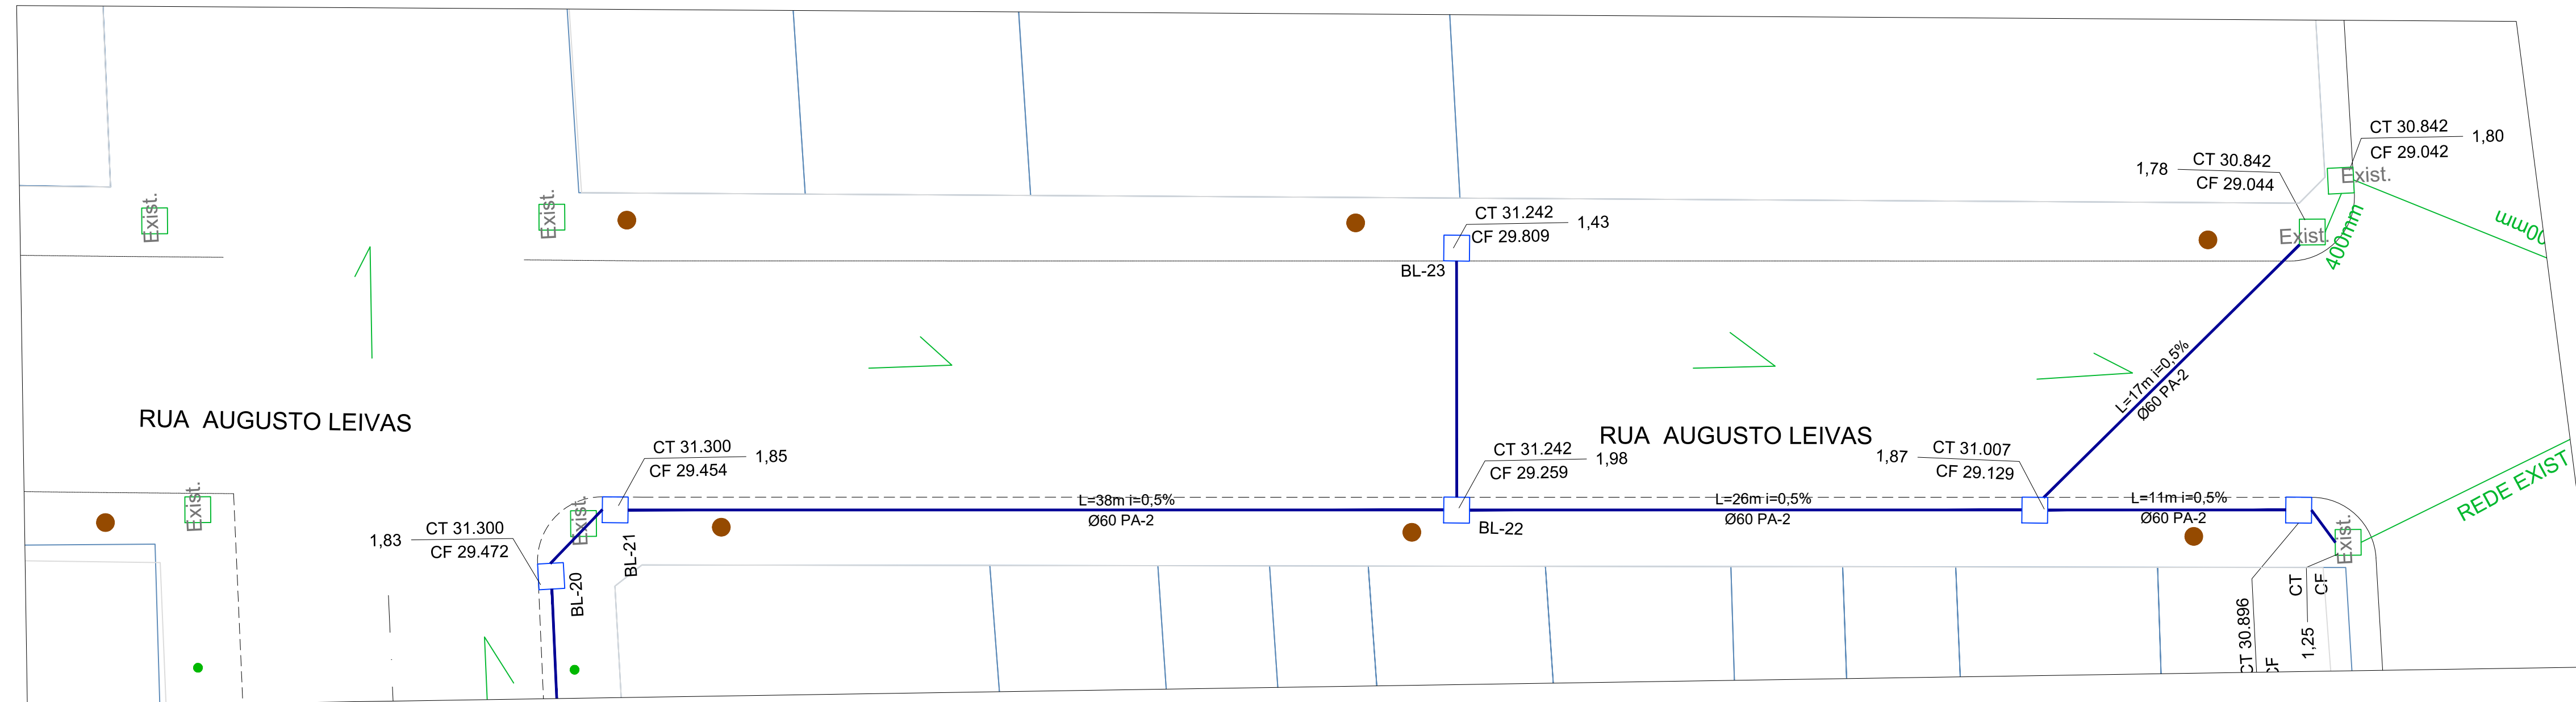 CT 30.842
1,80
CF 29.042
Exist.
1,78
CT 30.842
CF 29.044
Exist.
400mm
00mm
Exist.
Exist.
CT 31.242
1,43
CF 29.809
BL-23
RUA AUGUSTO LEIVAS
RUA AUGUSTO LEIVAS
L=17m i=0,5%
Ø60 PA-2
CT 31.300
1,85
CF 29.454
CT 31.242
1,98
CF 29.259
1,87
CT 31.007
CF 29.129
Exist.
Exist.
1,83
CT 31.300
CF 29.472
BL-20
BL-21
L=38m i=0,5%
Ø60 PA-2
BL-22
L=26m i=0,5%
Ø60 PA-2
L=11m i=0,5%
Ø60 PA-2
Exist.
REDE EXIST
CT 30.896
CF
CT
CF
1,25